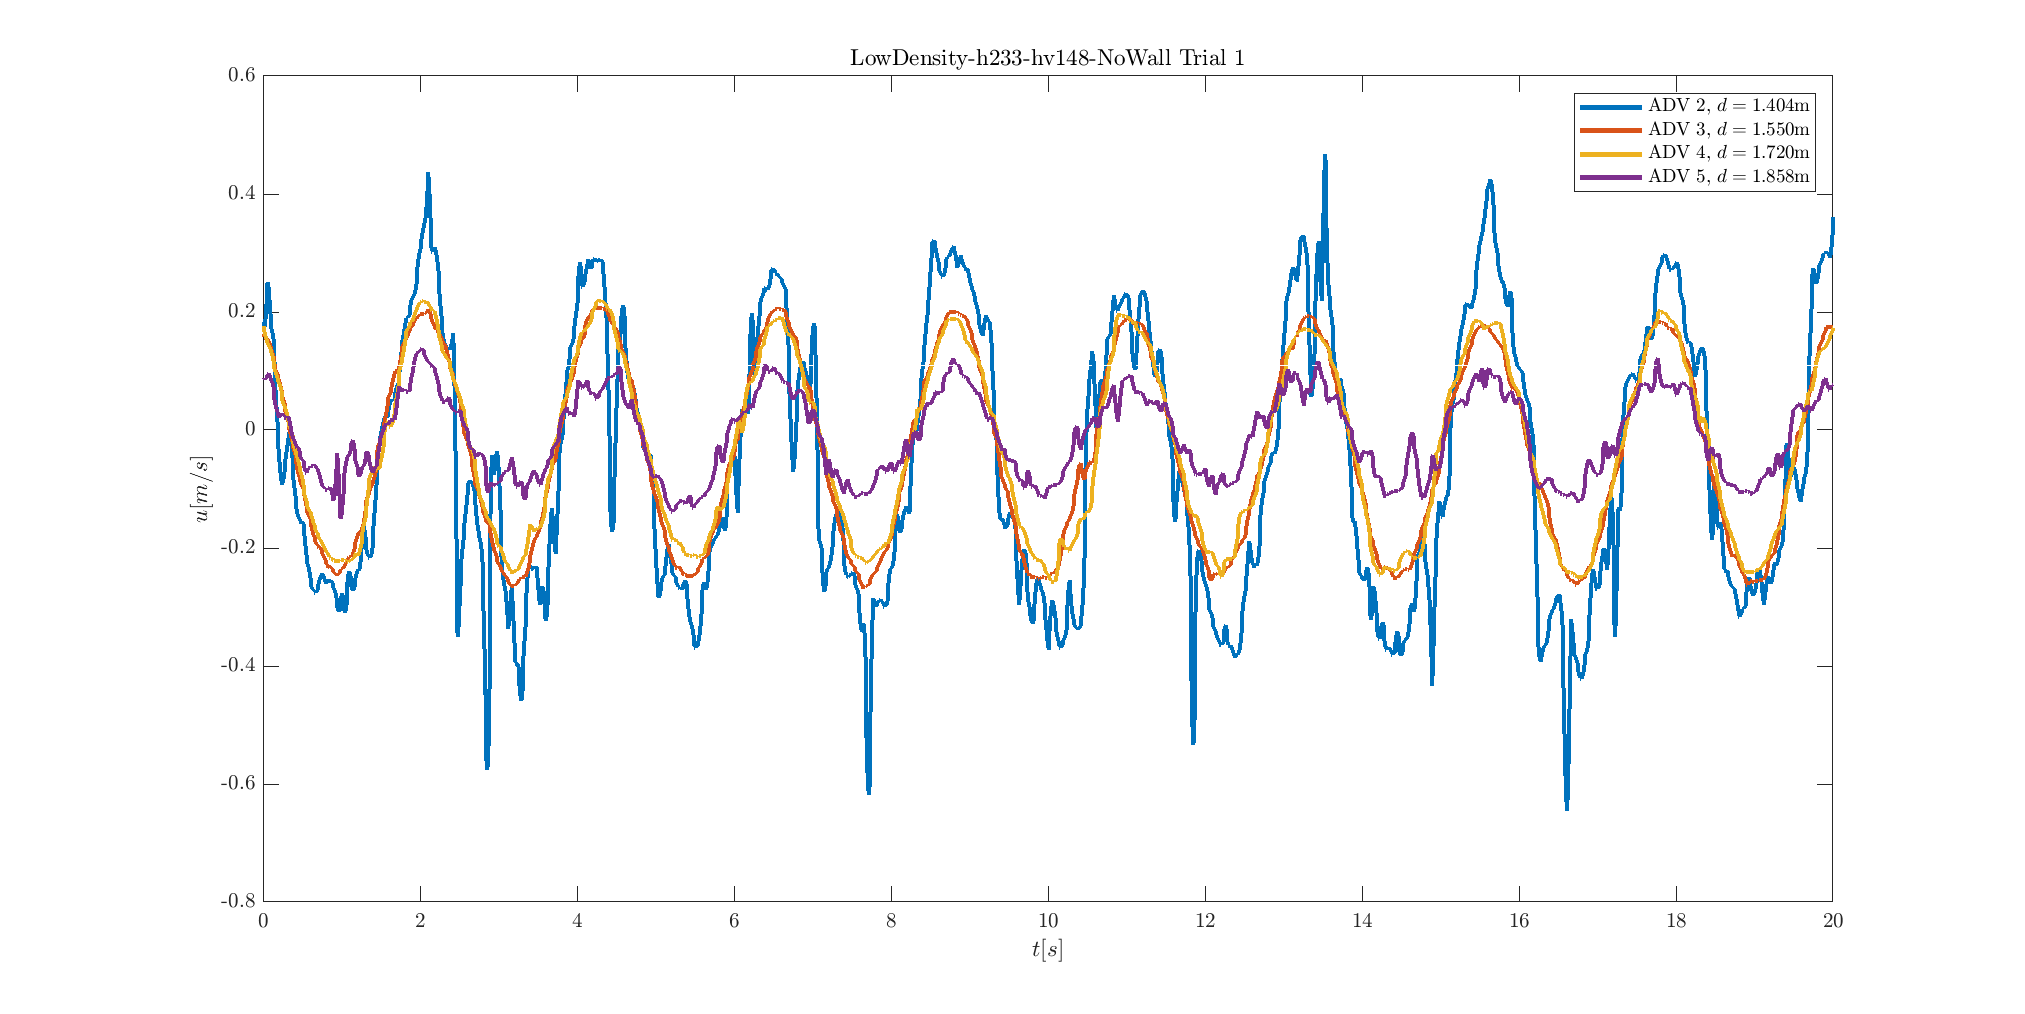 LowDensity-h233-hv148-NoWall Trial 1
0.6
0.4
0.2
0
-0.2
-0.4
-0.6
-0.8
u[m/s]
ADV 2, d = 1.404m
ADV 3, d = 1.550m
ADV 4, d = 1.720m
ADV 5, d = 1.858m
0 2 4 6 8 10 12 14 16 18 20
t[s]